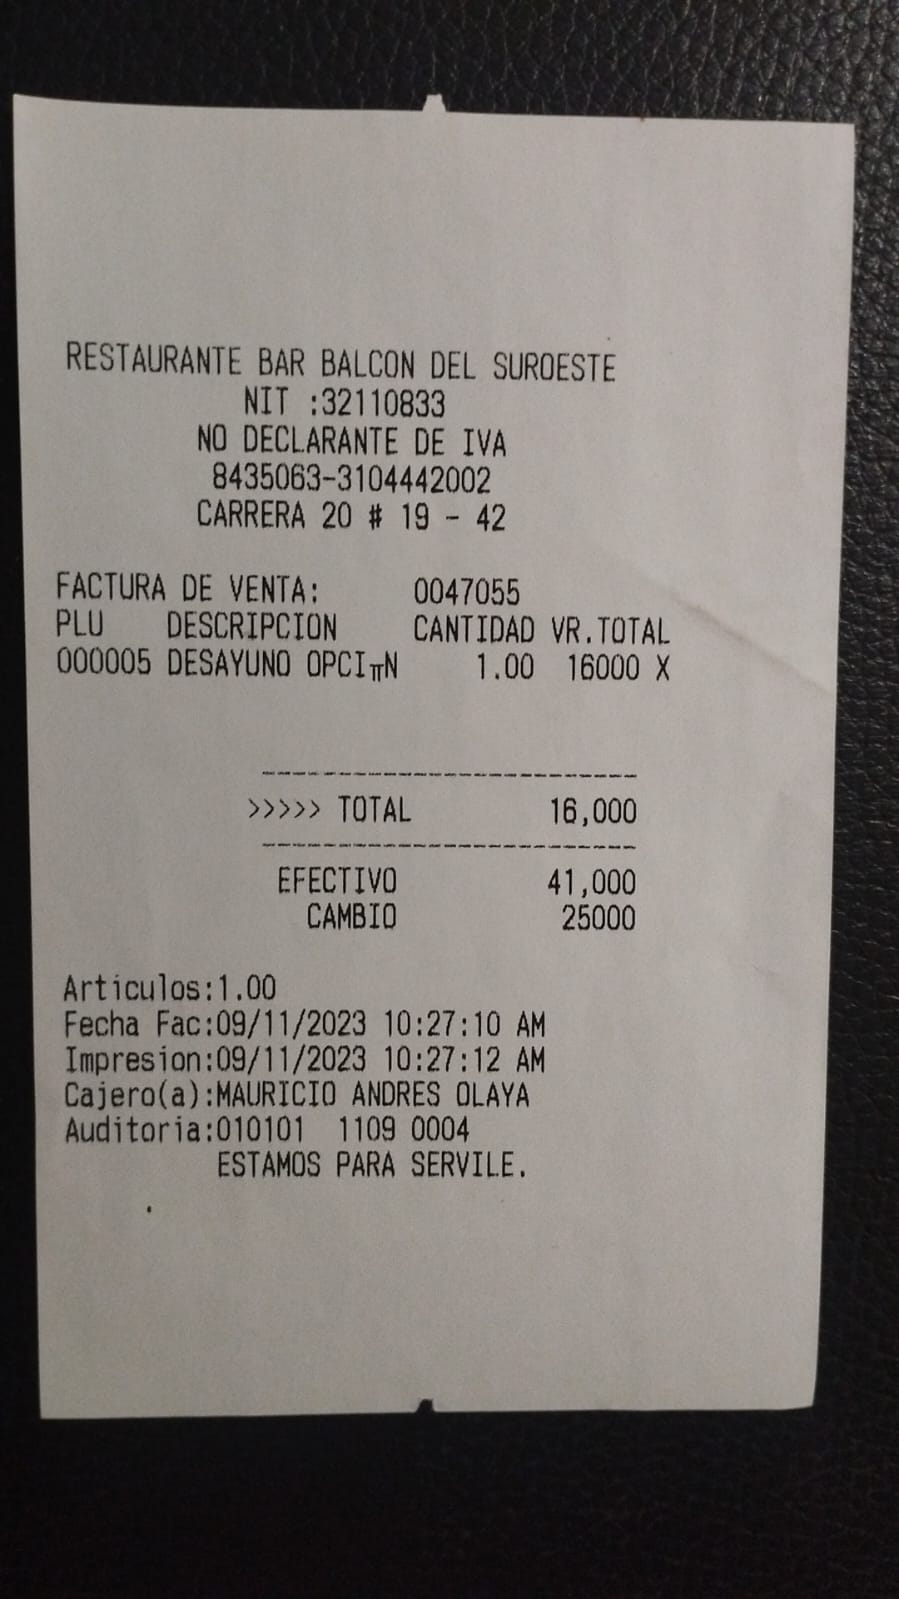 RESTAURANTE BAR BALCON DEL SUROESTE
NIT :32110833
NO DECLARANTE DE IVA
8435063-3104442002
CARRERA 20 # 19 - 42
FACTURA DE VENTA: 0047055
PLU DESCRIPCION CANTIDAD VR.TOTAL
000005 DESAYUNO OPCIπN 1.00 16000 X
>>>>> TOTAL 16,000
EFECTIVO 41,000
CAMBIO 25000
Articulos:1.00
Fecha Fac:09/11/2023 10:27:10 AM
Impresion:09/11/2023 10:27:12 AM
Cajero(a):MAURICIO ANDRES OLAYA
Auditoria:010101 1109 0004
ESTAMOS PARA SERVILE.